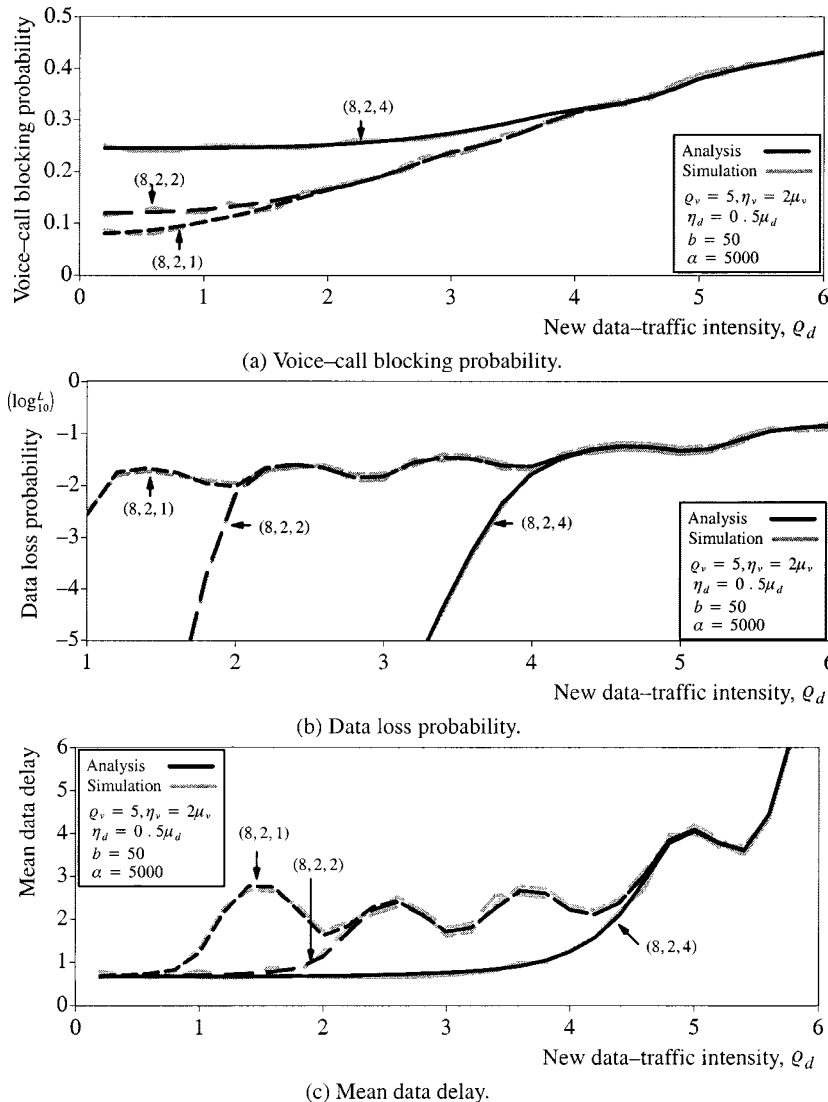 Voice–call blocking probability
0.5
0.4
0.3
0.2
0.1
0
(8, 2, 4)
(8, 2, 2)
(8, 2, 1)
Analysis
Simulation
ϱv = 5, ηv = 2μv
ηd = 0 . 5μd
b = 50
α = 5000
0 1 2 3 4 5 6
New data–traffic intensity, ϱd
(a) Voice–call blocking probability.
(log L 10)
Data loss probability
0
−1
−2
−3
−4
−5
(8, 2, 1)
(8, 2, 2)
(8, 2, 4)
Analysis
Simulation
ϱv = 5, ηv = 2μv
ηd = 0 . 5μd
b = 50
α = 5000
1 2 3 4 5 6
New data–traffic intensity, ϱd
(b) Data loss probability.
Mean data delay
6
5
4
3
2
1
0
Analysis
Simulation
ϱv = 5, ηv = 2μv
ηd = 0 . 5μd
b = 50
α = 5000
(8, 2, 1)
(8, 2, 2)
(8, 2, 4)
0 1 2 3 4 5 6
New data–traffic intensity, ϱd
(c) Mean data delay.